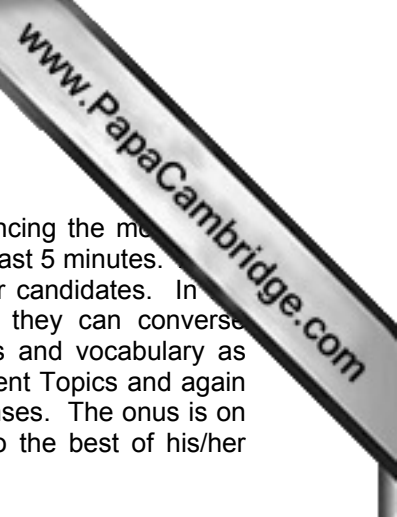 www.PapaCambridge.com
ncing the
ast 5 minutes.
r candidates. In
they can converse
s and vocabulary as
ent Topics and again
nses. The onus is on
o the best of his/her